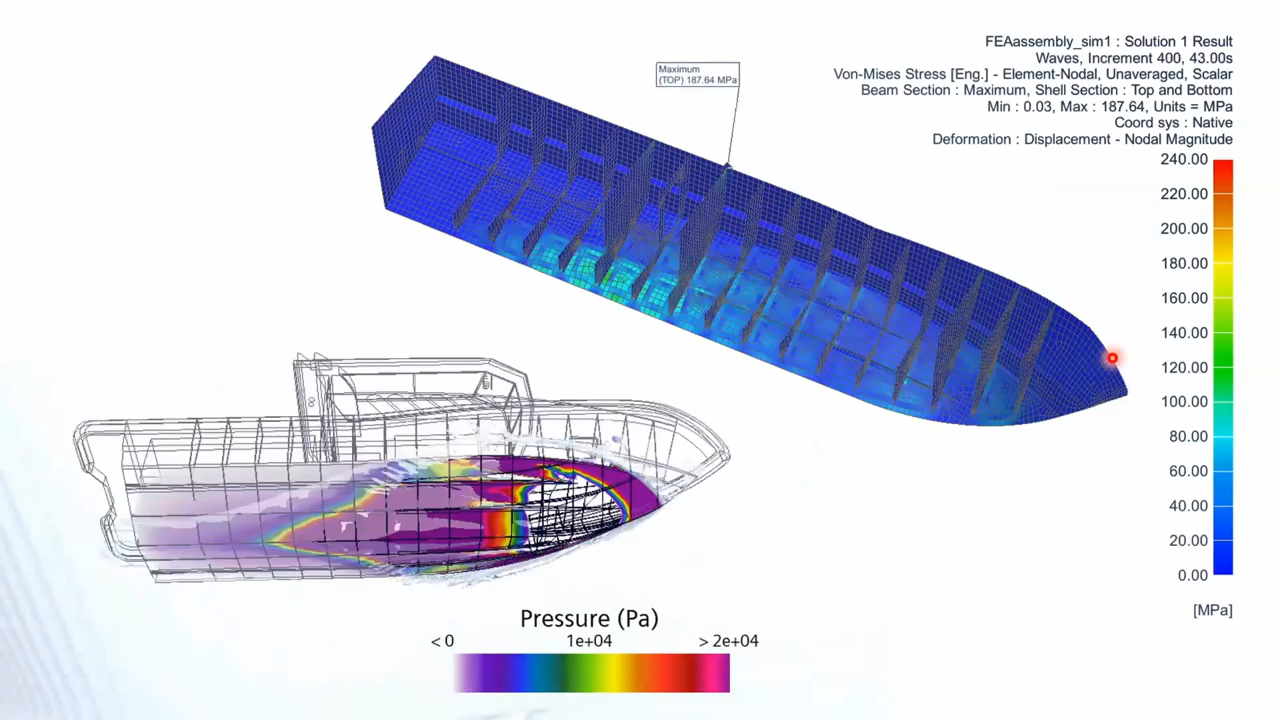 FEAassembly_sim1 : Solution 1 Result
Waves, Increment 400, 43.00s
Von-Mises Stress [Eng.] - Element-Nodal, Unaveraged, Scalar
Beam Section : Maximum, Shell Section : Top and Bottom
Min : 0.03, Max : 187.64, Units = MPa
Coord sys : Native
Deformation : Displacement - Nodal Magnitude
Maximum
(TOP) 187.64 MPa
240.00
220.00
200.00
180.00
160.00
140.00
120.00
100.00
80.00
60.00
40.00
20.00
0.00
[MPa]
Pressure (Pa)
< 0 1e+04 > 2e+04